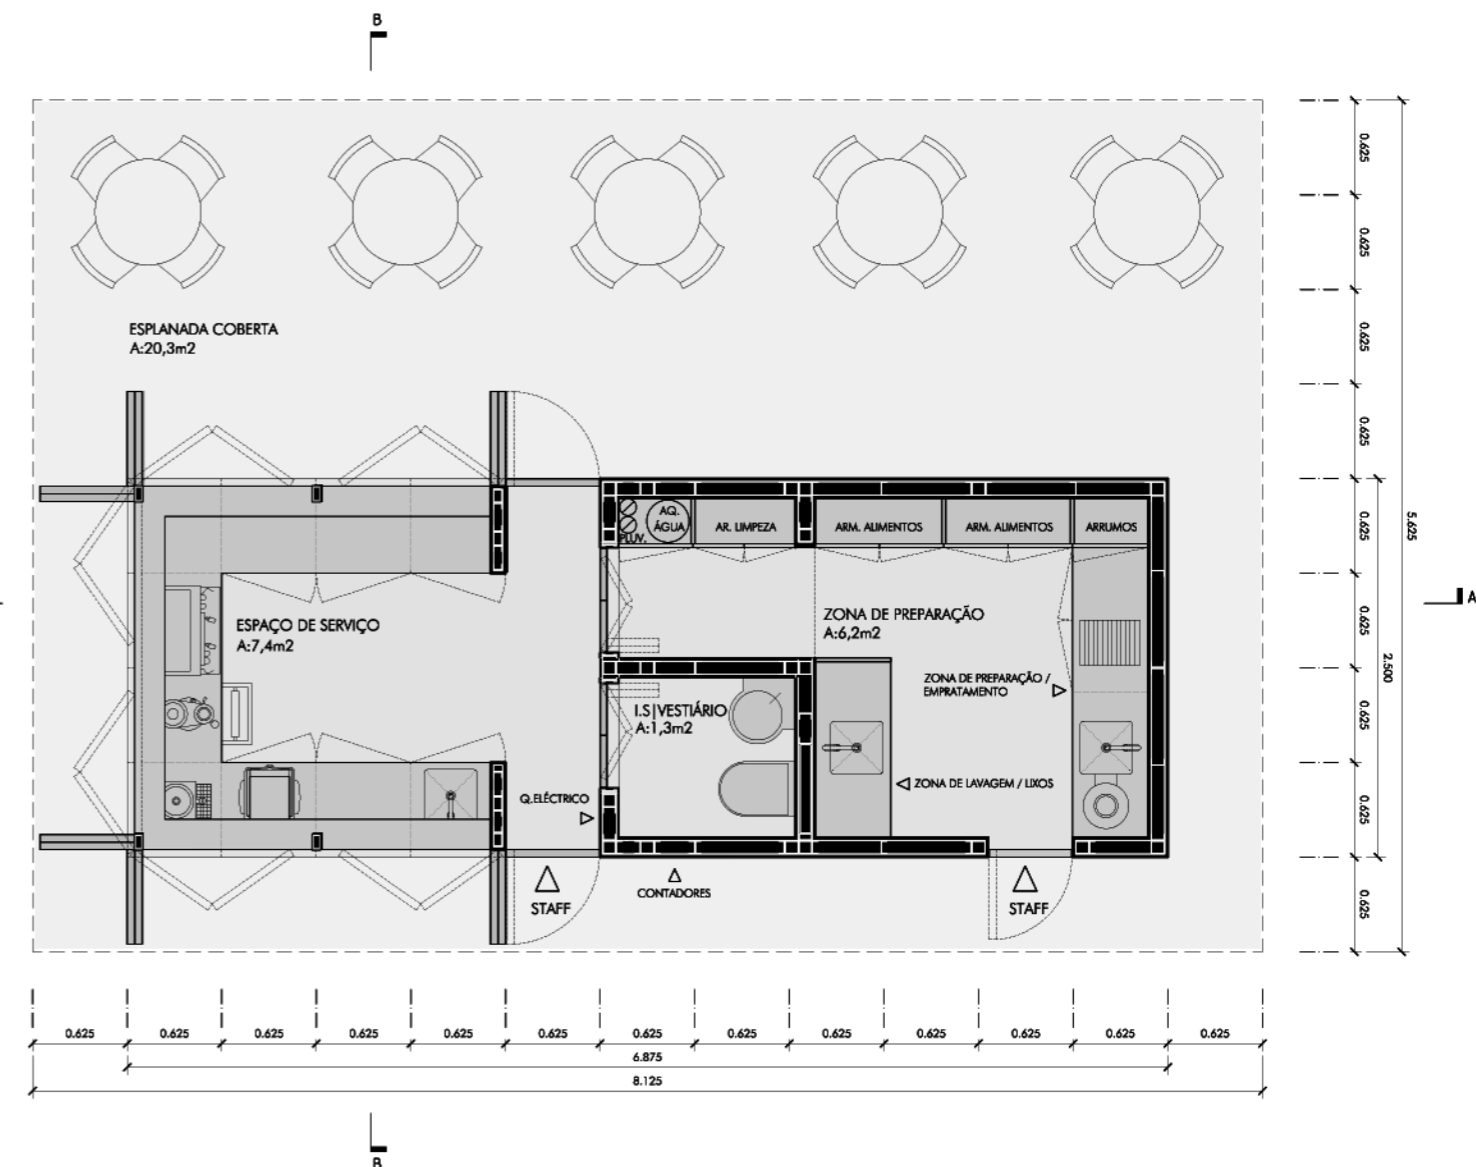 B
ESPLANADA COBERTA
A:20,3m2
AQ.
ÁGUA
PLUV.
AR. LIMPEZA
ARM. ALIMENTOS
ARM. ALIMENTOS
ARRUMOS
ESPAÇO DE SERVIÇO
A:7,4m2
ZONA DE PREPARAÇÃO
A:6,2m2
ZONA DE PREPARAÇÃO /
EMPRATAMENTO
I.S|VESTIÁRIO
A:1,3m2
ZONA DE LAVAGEM / LIXOS
Q.ELÉCTRICO
CONTADORES
STAFF
STAFF
0.625
0.625
0.625
0.625
0.625
0.625
0.625
0.625
0.625
5.625
2.500
A
0.625
0.625
0.625
0.625
0.625
0.625
0.625
0.625
0.625
0.625
0.625
0.625
0.625
6.875
8.125
B